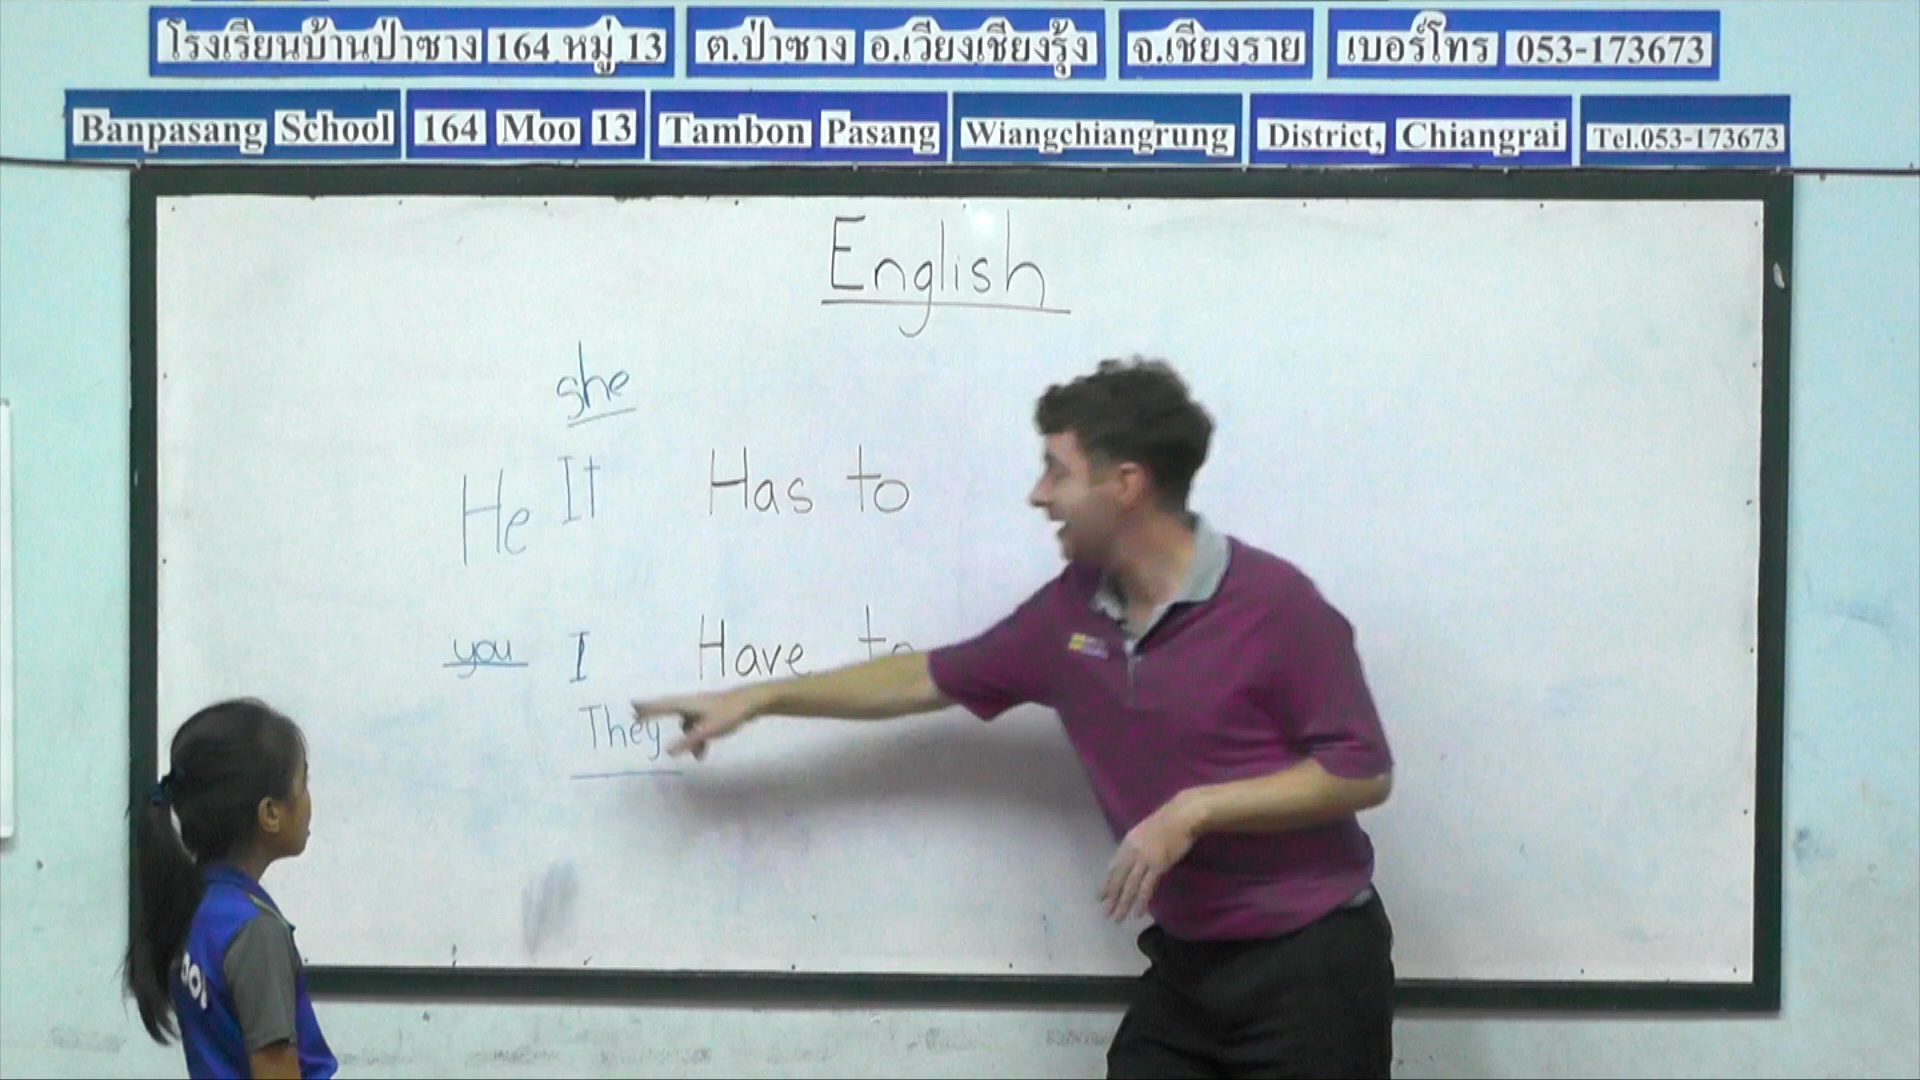 โรงเรียนบ้านป่าซาง 164 หมู่ 13 ต.ป่าซาง อ.เวียงเชียงรุ้ง จ.เชียงราย เบอร์โทร 053-173673
Banpasang School 164 Moo 13 Tambon Pasang Wiangchiangrung District, Chiangrai Tel.053-173673
English
she
He It Has to
you I Have to
They